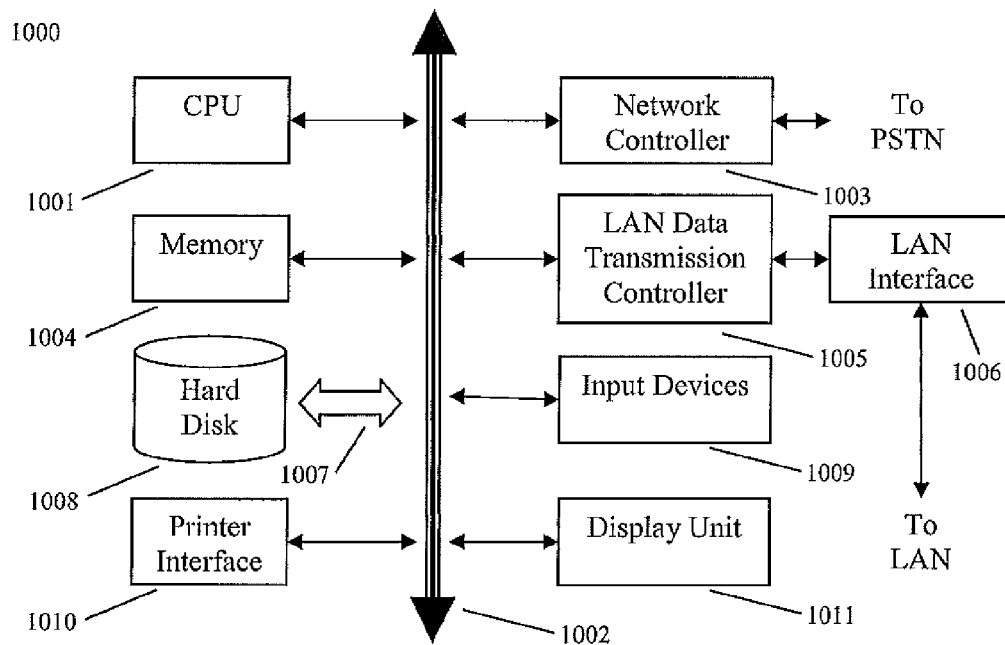 1000
CPU
1001
Network
Controller
1003
To
PSTN
Memory
1004
LAN Data
Transmission
Controller
1005
LAN
Interface
1006
Hard
Disk
1008
1007
Input Devices
1009
Printer
Interface
1010
Display Unit
1011
To
LAN
1002